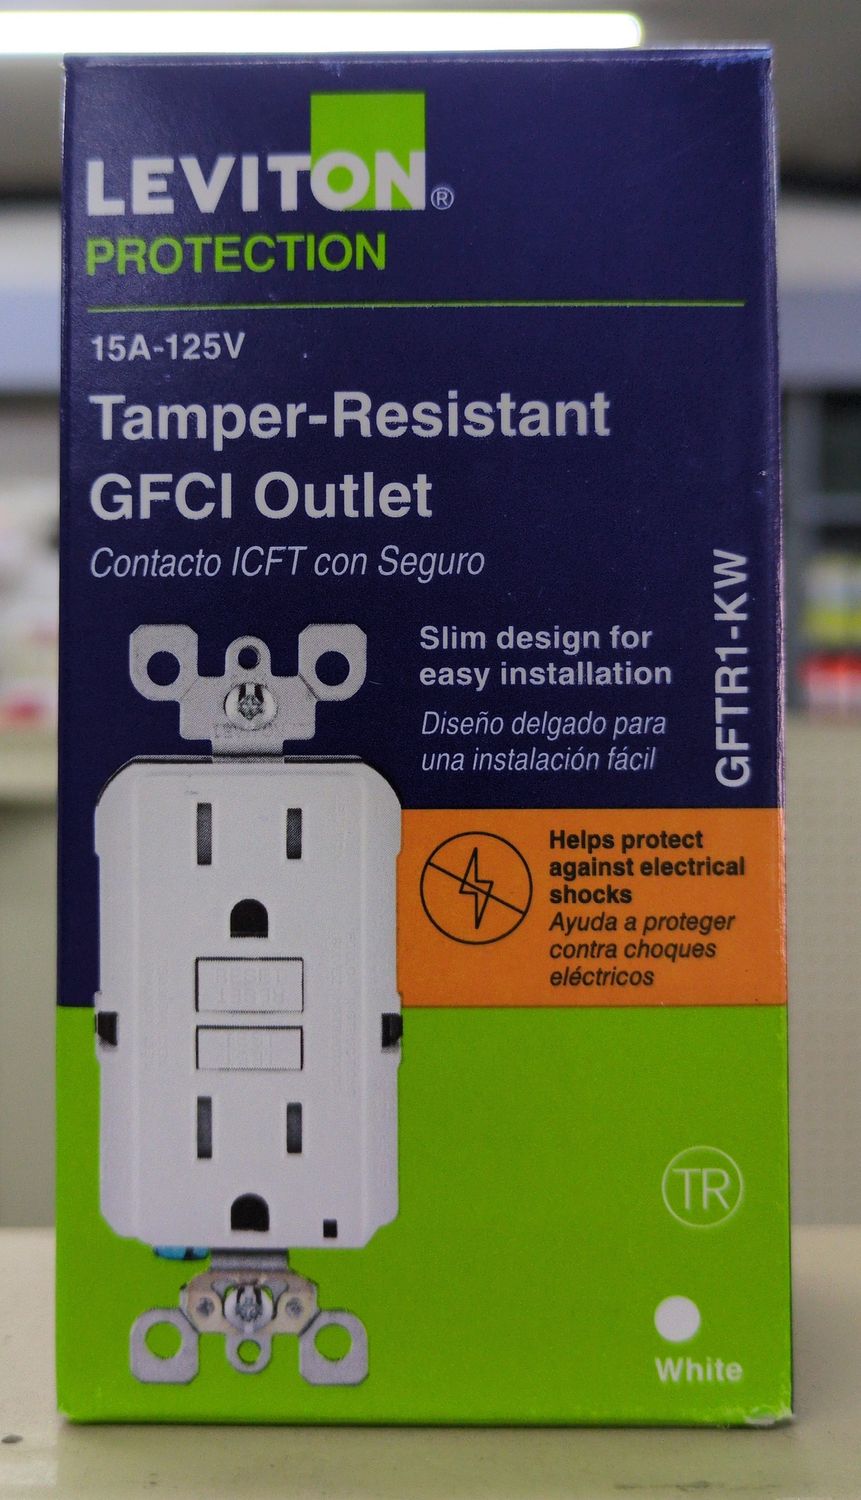 LEVITON®
PROTECTION
15A-125V
Tamper-Resistant
GFCI Outlet
Contacto ICFT con Seguro
Slim design for
easy installation
Diseño delgado para
una instalación fácil
GFTR1-KW
Helps protect
against electrical
shocks
Ayuda a proteger
contra choques
eléctricos
TR
White